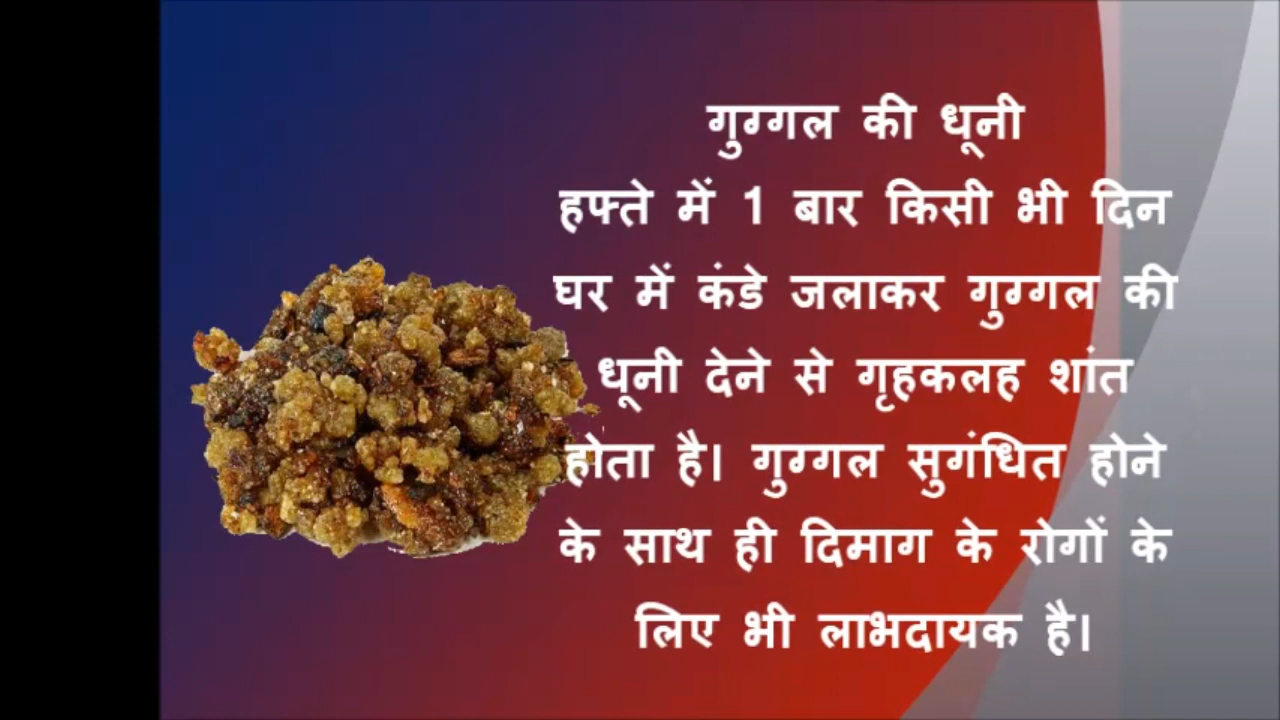 गुग्गल की धूनी
हफ्ते में 1 बार किसी भी दिन
घर में कंडे जलाकर गुग्गल की
धूनी देने से गृहकलह शांत
होता है। गुग्गल सुगंधित होने
के साथ ही दिमाग के रोगों के
लिए भी लाभदायक है।